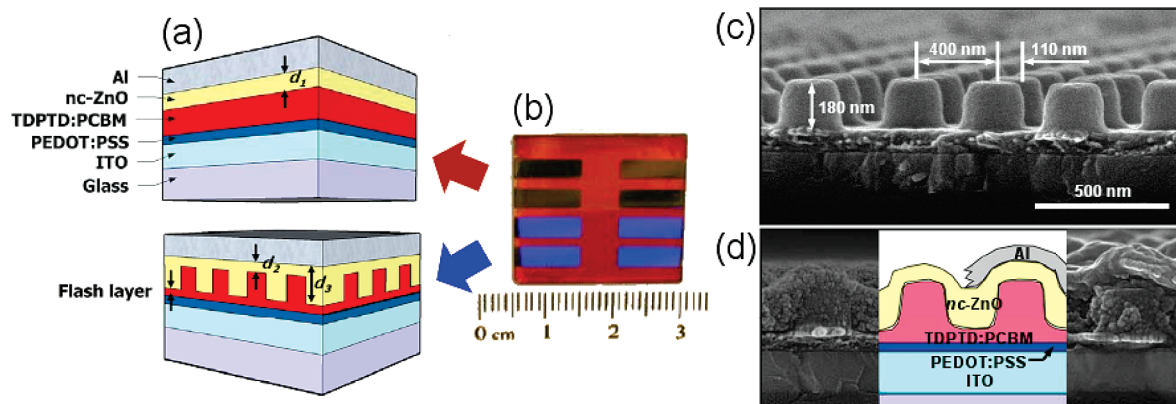 (a)
Al
nc-ZnO
TDPTD:PCBM
PEDOT:PSS
ITO
Glass
d₁
Flash layer
d₂
d₃
(b)
0 cm 1 2 3
(c)
400 nm
110 nm
180 nm
500 nm
(d)
Al
nc-ZnO
TDPTD:PCBM
PEDOT:PSS
ITO